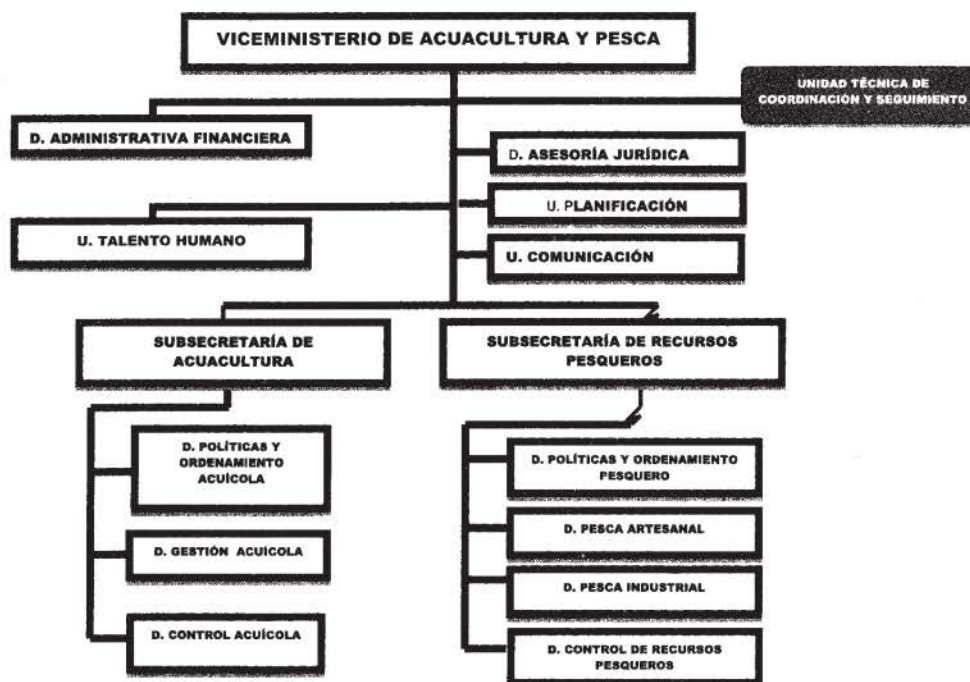 VICEMINISTERIO DE ACUACULTURA Y PESCA
UNIDAD TÉCNICA DE
COORDINACIÓN Y SEGUIMIENTO
D. ADMINISTRATIVA FINANCIERA
D. ASESORÍA JURÍDICA
U. PLANIFICACIÓN
U. TALENTO HUMANO
U. COMUNICACIÓN
SUBSECRETARÍA DE
ACUACULTURA
D. POLÍTICAS Y
ORDENAMIENTO
ACUÍCOLA
D. GESTIÓN ACUÍCOLA
D. CONTROL ACUÍCOLA
SUBSECRETARÍA DE RECURSOS
PESQUEROS
D. POLÍTICAS Y ORDENAMIENTO
PESQUERO
D. PESCA ARTESANAL
D. PESCA INDUSTRIAL
D. CONTROL DE RECURSOS
PESQUEROS